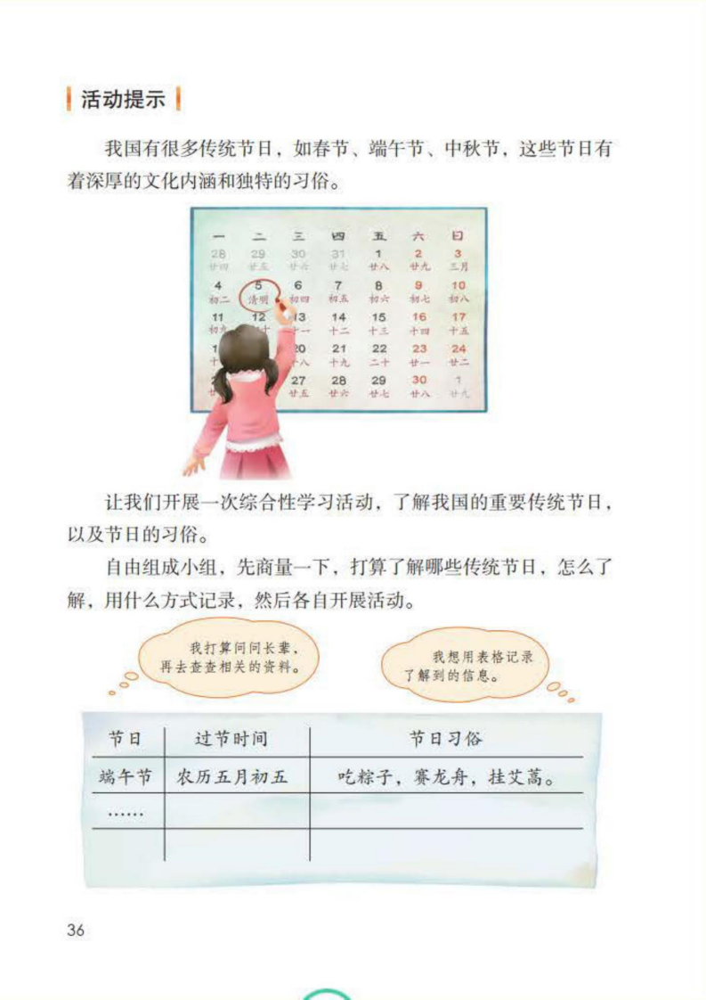 活动提示
我国有很多传统节日，如春节、端午节、中秋节，这些节日有
着深厚的文化内涵和独特的习俗。
一 二 三 四 五 六 日
28 29 30 31 1 2 3
廿四 廿五 廿六 廿七 廿八 廿九 三月
4 5 6 7 8 9 10
初二 清明 初四 初五 初六 初七 初八
11 12 13 14 15 16 17
初九 十一 十二 十三 十四 十五
20 21 22 23 24
十八 十九 二十 廿一 廿二
27 28 29 30 1
廿五 廿六 廿七 廿八 廿九
让我们开展一次综合性学习活动，了解我国的重要传统节日，
以及节日的习俗。
自由组成小组，先商量一下，打算了解哪些传统节日，怎么了
解，用什么方式记录，然后各自开展活动。
我打算问问长辈，
再去查查相关的资料。
我想用表格记录
了解到的信息。
节日 过节时间 节日习俗
端午节 农历五月初五 吃粽子，赛龙舟，挂艾蒿。
……
36